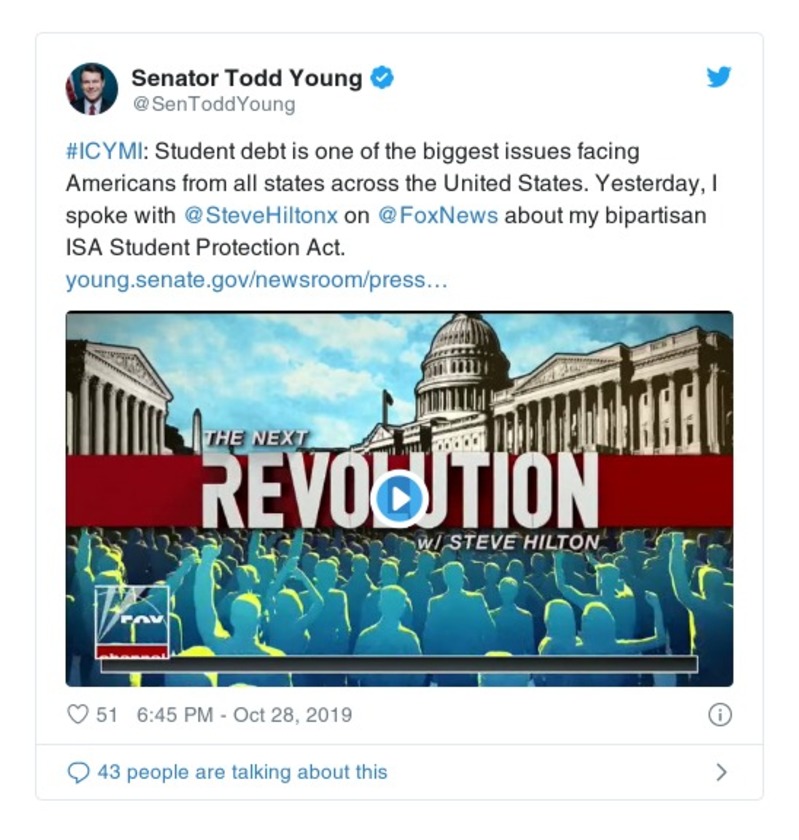 Senator Todd Young
@SenToddYoung
#ICYMI: Student debt is one of the biggest issues facing
Americans from all states across the United States. Yesterday, I
spoke with @SteveHiltonx on @FoxNews about my bipartisan
ISA Student Protection Act.
young.senate.gov/newsroom/press…
THE NEXT
REVOLUTION
w/ STEVE HILTON
FOX
channel
51 6:45 PM - Oct 28, 2019
43 people are talking about this